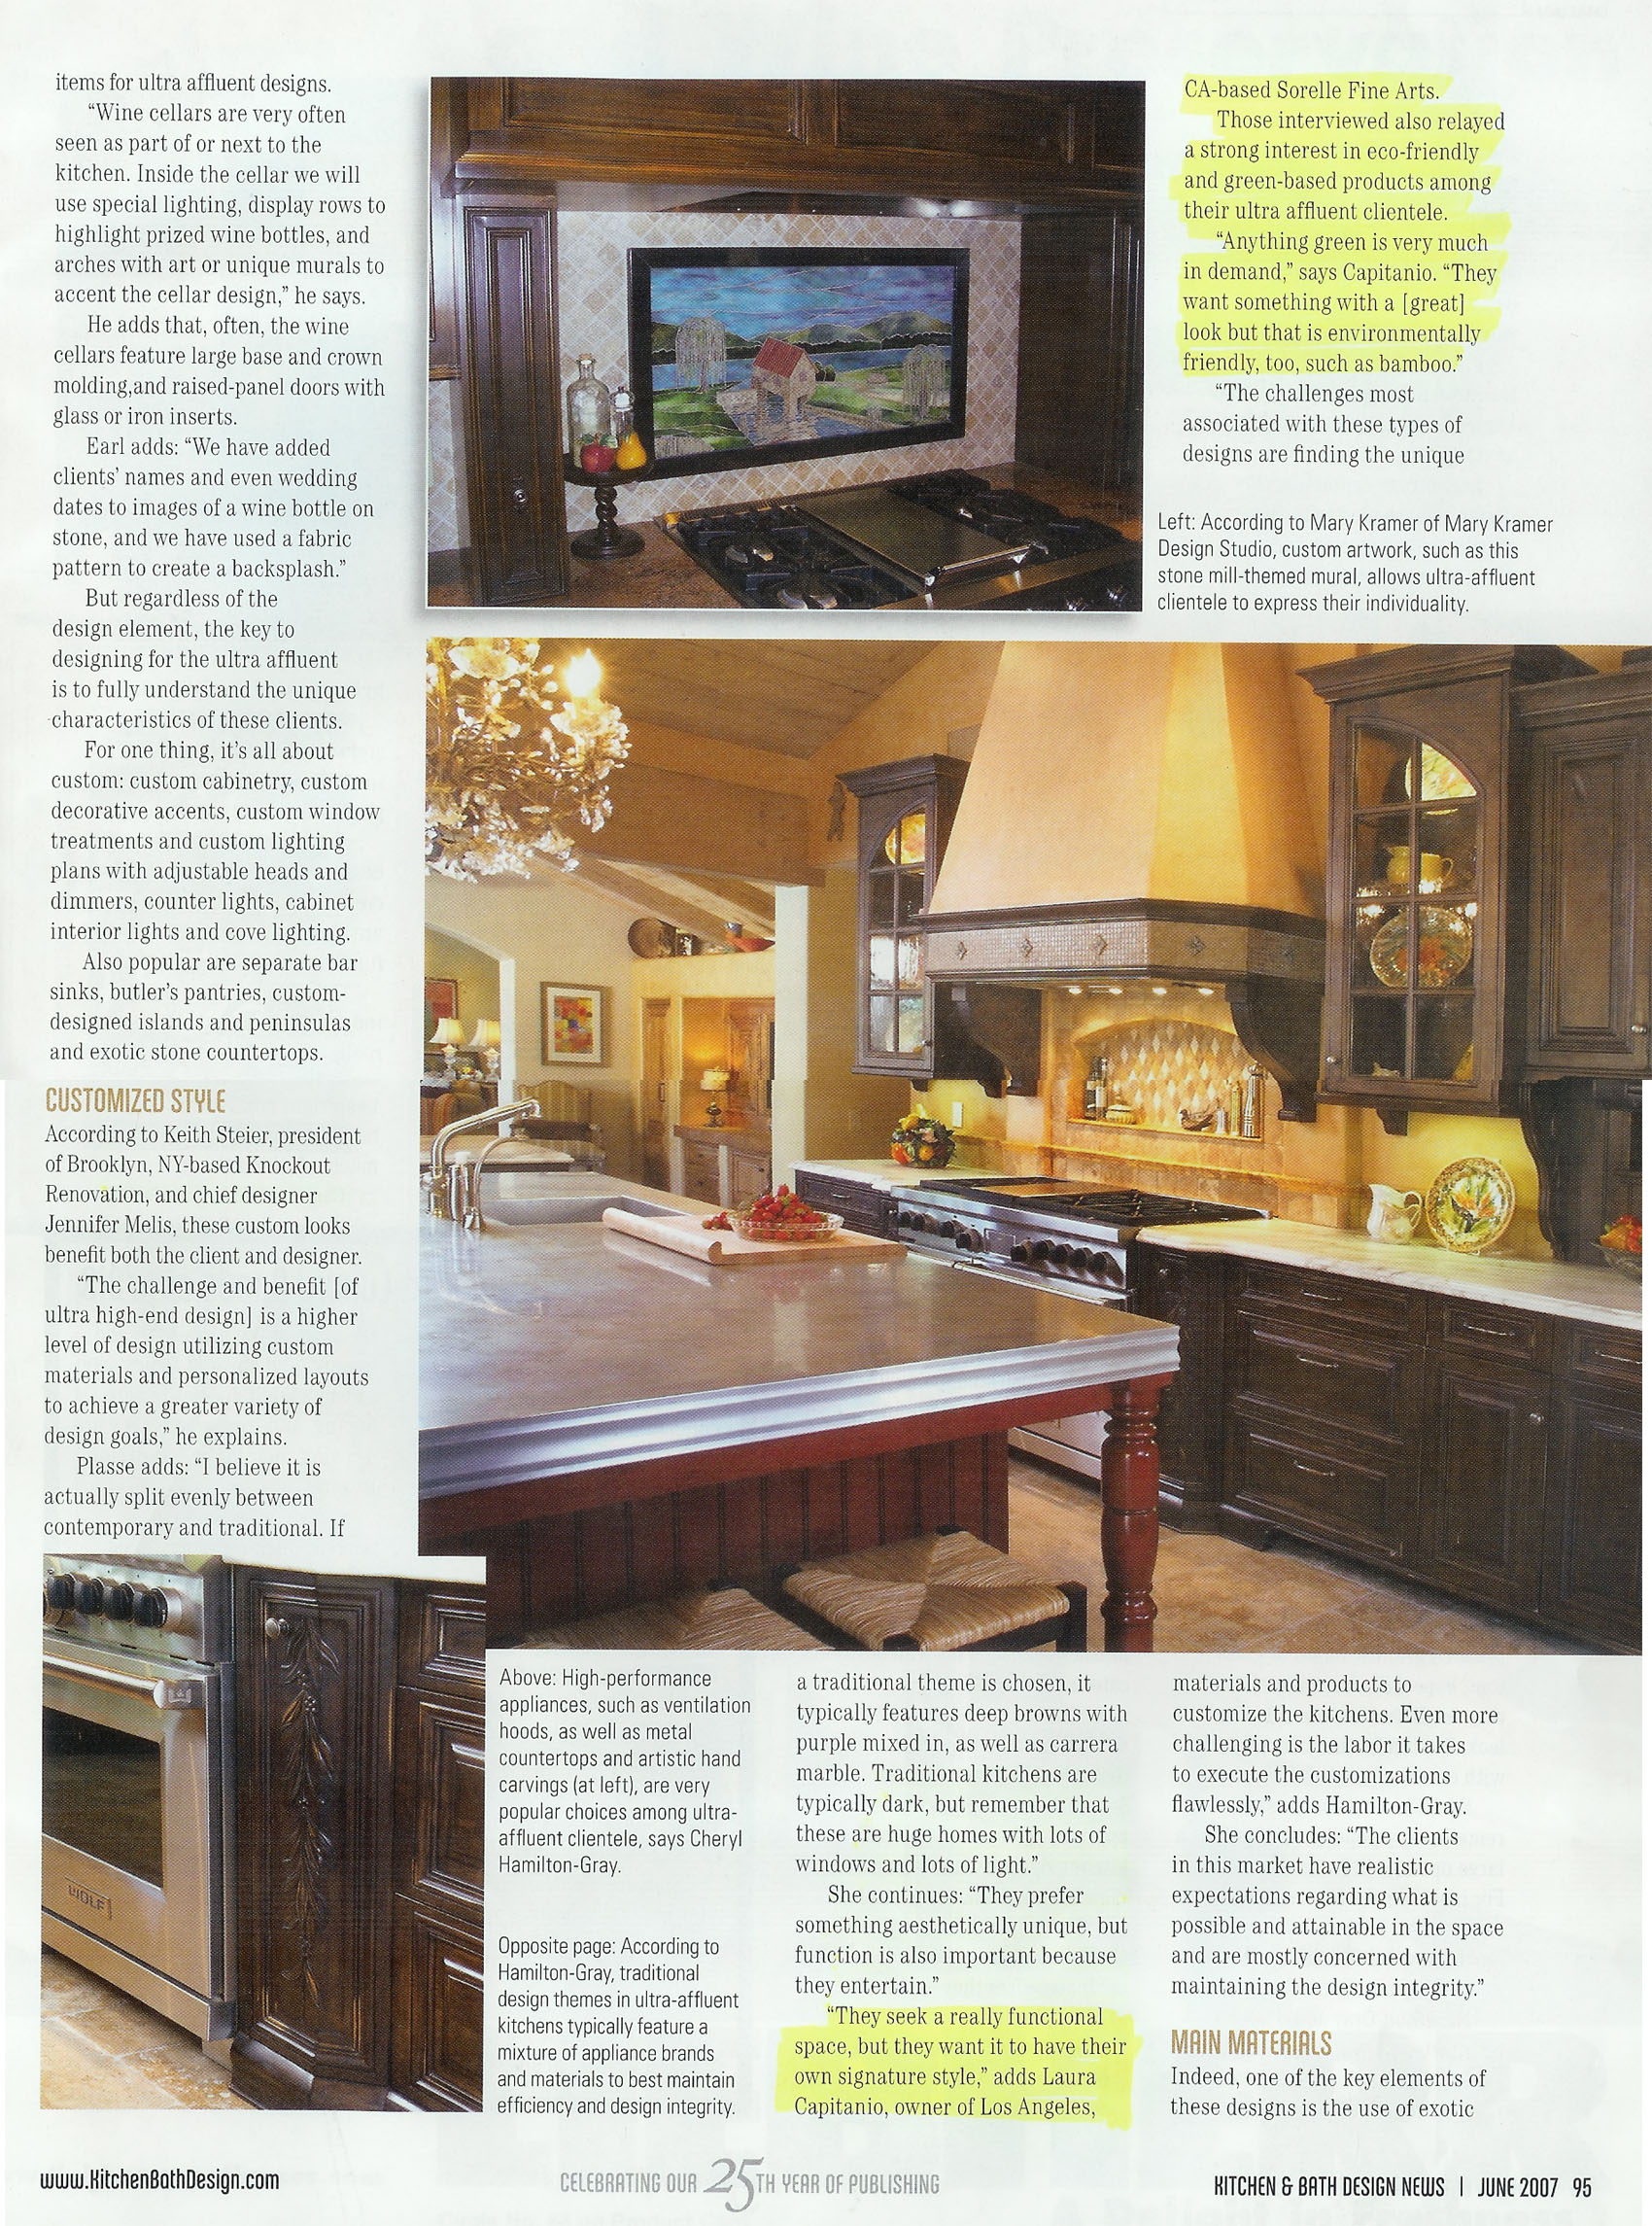 items for ultra affluent designs.
“Wine cellars are very often
seen as part of or next to the
kitchen. Inside the cellar we will
use special lighting, display rows to
highlight prized wine bottles, and
arches with art or unique murals to
accent the cellar design,” he says.
He adds that, often, the wine
cellars feature large base and crown
molding,and raised-panel doors with
glass or iron inserts.
Earl adds: “We have added
clients’ names and even wedding
dates to images of a wine bottle on
stone, and we have used a fabric
pattern to create a backsplash.”
But regardless of the
design element, the key to
designing for the ultra affluent
is to fully understand the unique
characteristics of these clients.
For one thing, it’s all about
custom: custom cabinetry, custom
decorative accents, custom window
treatments and custom lighting
plans with adjustable heads and
dimmers, counter lights, cabinet
interior lights and cove lighting.
Also popular are separate bar
sinks, butler’s pantries, custom-
designed islands and peninsulas
and exotic stone countertops.
CUSTOMIZED STYLE
According to Keith Steier, president
of Brooklyn, NY-based Knockout
Renovation, and chief designer
Jennifer Melis, these custom looks
benefit both the client and designer.
“The challenge and benefit [of
ultra high-end design] is a higher
level of design utilizing custom
materials and personalized layouts
to achieve a greater variety of
design goals,” he explains.
Plasse adds: “I believe it is
actually split evenly between
contemporary and traditional. If
a traditional theme is chosen, it
typically features deep browns with
purple mixed in, as well as carrera
marble. Traditional kitchens are
typically dark, but remember that
these are huge homes with lots of
windows and lots of light.”
She continues: “They prefer
something aesthetically unique, but
function is also important because
they entertain.”
“They seek a really functional
space, but they want it to have their
own signature style,” adds Laura
Capitanio, owner of Los Angeles,
CA-based Sorelle Fine Arts.
Those interviewed also relayed
a strong interest in eco-friendly
and green-based products among
their ultra affluent clientele.
“Anything green is very much
in demand,” says Capitanio. “They
want something with a [great]
look but that is environmentally
friendly, too, such as bamboo.”
“The challenges most
associated with these types of
designs are finding the unique
materials and products to
customize the kitchens. Even more
challenging is the labor it takes
to execute the customizations
flawlessly,” adds Hamilton-Gray.
She concludes: “The clients
in this market have realistic
expectations regarding what is
possible and attainable in the space
and are mostly concerned with
maintaining the design integrity.”
MAIN MATERIALS
Indeed, one of the key elements of
these designs is the use of exotic
Left: According to Mary Kramer of Mary Kramer
Design Studio, custom artwork, such as this
stone mill-themed mural, allows ultra-affluent
clientele to express their individuality.
WOLF
Above: High-performance
appliances, such as ventilation
hoods, as well as metal
countertops and artistic hand
carvings (at left), are very
popular choices among ultra-
affluent clientele, says Cheryl
Hamilton-Gray.
Opposite page: According to
Hamilton-Gray, traditional
design themes in ultra-affluent
kitchens typically feature a
mixture of appliance brands
and materials to best maintain
efficiency and design integrity.
www.KitchenBathDesign.com
CELEBRATING OUR 25TH YEAR OF PUBLISHING
KITCHEN & BATH DESIGN NEWS | JUNE 2007 95